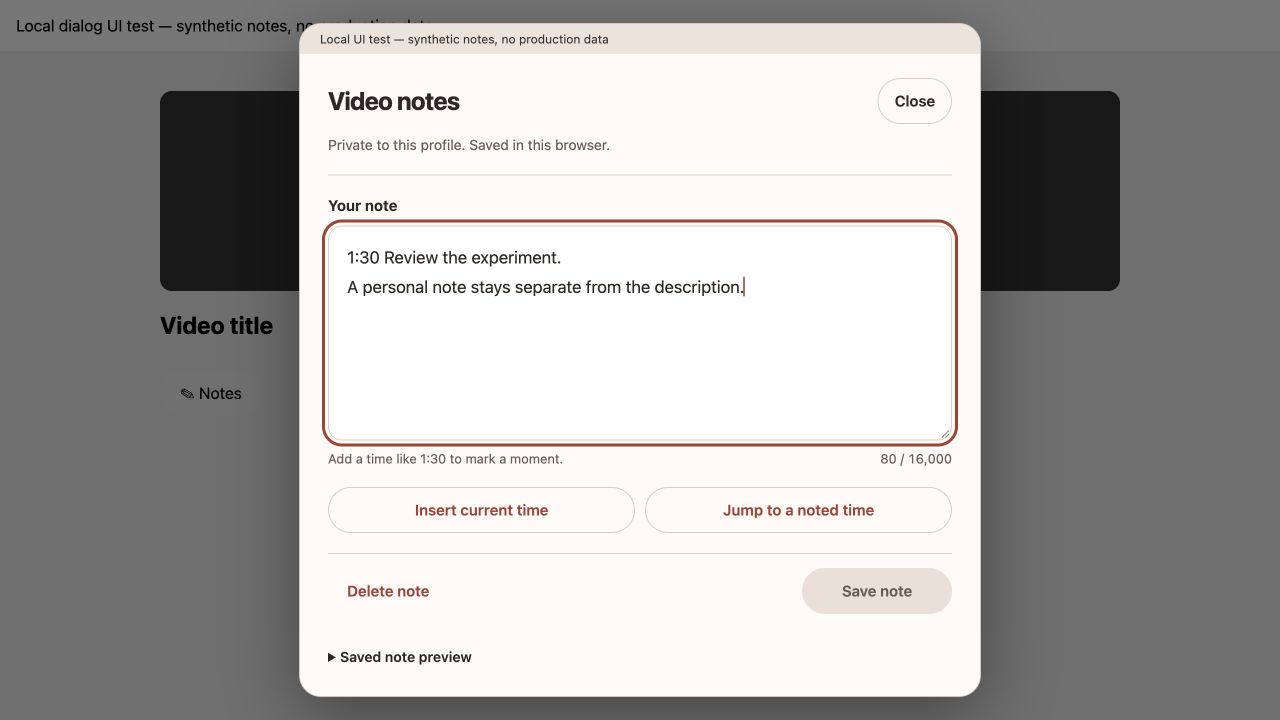 Local dialog UI test — synthetic notes, no
Local UI test — synthetic notes, no production data
Video notes
Close
Private to this profile. Saved in this browser.
Your note
1:30 Review the experiment.
A personal note stays separate from the description.
Add a time like 1:30 to mark a moment.
80 / 16,000
Insert current time
Jump to a noted time
Delete note
Save note
▶ Saved note preview
Video title
✎ Notes